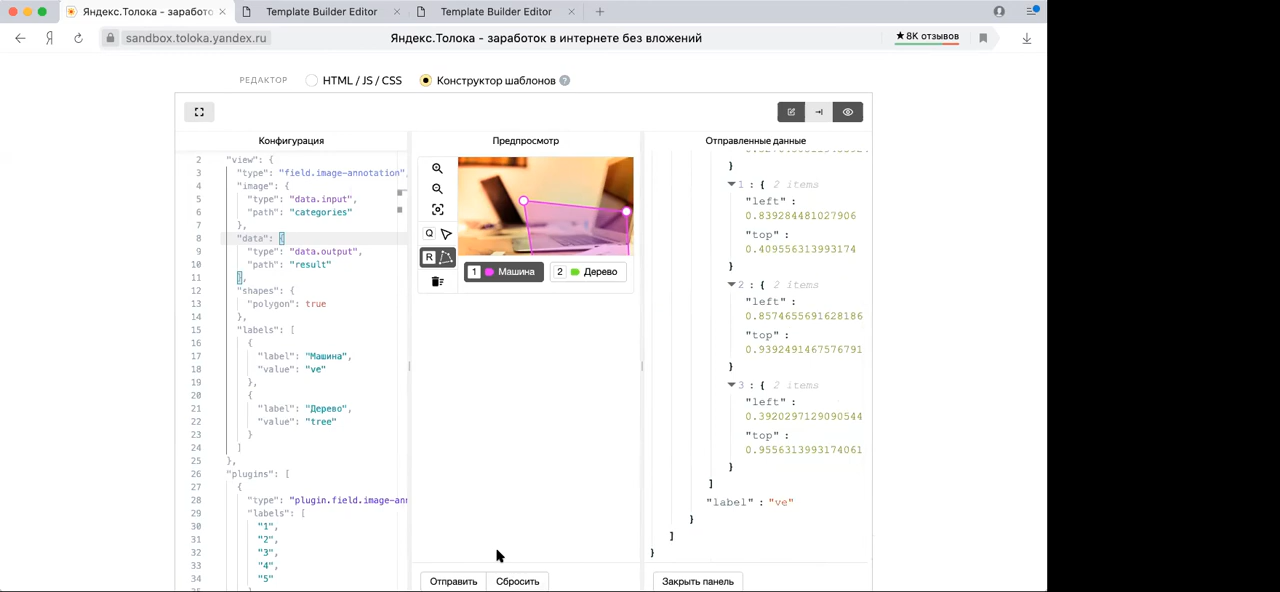 Яндекс.Толока - заработо
Template Builder Editor
Template Builder Editor
sandbox.toloka.yandex.ru
Яндекс.Толока - заработок в интернете без вложений
★8K отзывов
РЕДАКТОР
HTML / JS / CSS
Конструктор шаблонов
?
Конфигурация
Предпросмотр
Отправленные данные
2 "view": {
3 "type": "field.image-annotation",
4 "image": {
5 "type": "data.input",
6 "path": "categories"
7 },
8 "data": {
9 "type": "data.output",
10 "path": "result"
11 },
12 "shapes": {
13 "polygon": true
14 },
15 "labels": [
16 {
17 "label": "Машина",
18 "value": "ve"
19 },
20 {
21 "label": "Дерево",
22 "value": "tree"
23 }
24 ]
25 },
26 "plugins": [
27 {
28 "type": "plugin.field.image-ann
29 "labels": [
30 "1",
31 "2",
32 "3",
33 "4",
34 "5"
Q
R
1 Машина
2 Дерево
Отправить
Сбросить
}
1 : { 2 items
"left" :
0.839284481027906
"top" :
0.409556313993174
}
2 : { 2 items
"left" :
0.8574655691628186
"top" :
0.9392491467576791
}
3 : { 2 items
"left" :
0.3920297129090544
"top" :
0.9556313993174061
}
]
"label" : "ve"
}
]
}
Закрыть панель